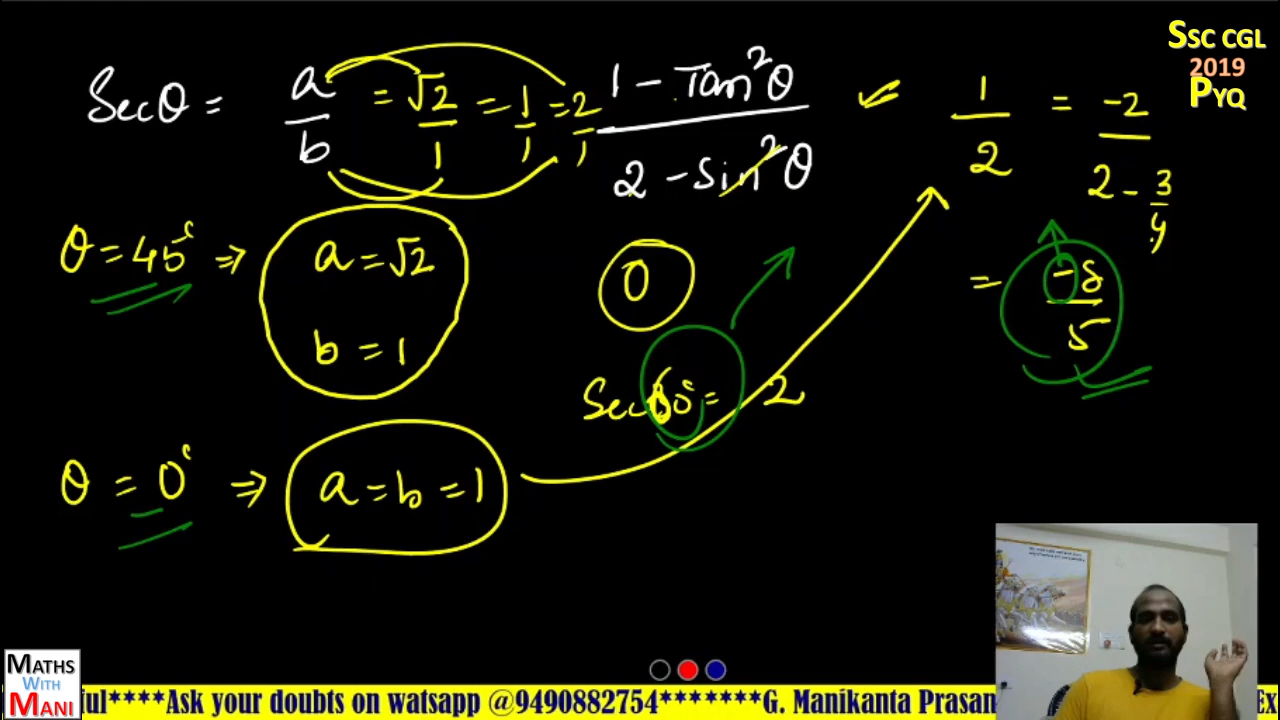 SSC CGL
2019
PYQ
Secθ = a/b = √2/1 = 1/1 = 2/1
1 - Tan²θ / 2 - sin²θ
1/2 = -2 / 2 - 3/4
= -8/5
θ = 45° ⇒ a = √2
b = 1
0
Sec60° = 2
θ = 0° ⇒ a = b = 1
MATHS
WITH
MANI
ul****Ask your doubts on watsapp @9490882754*******G. Manikanta Prasan
Ex